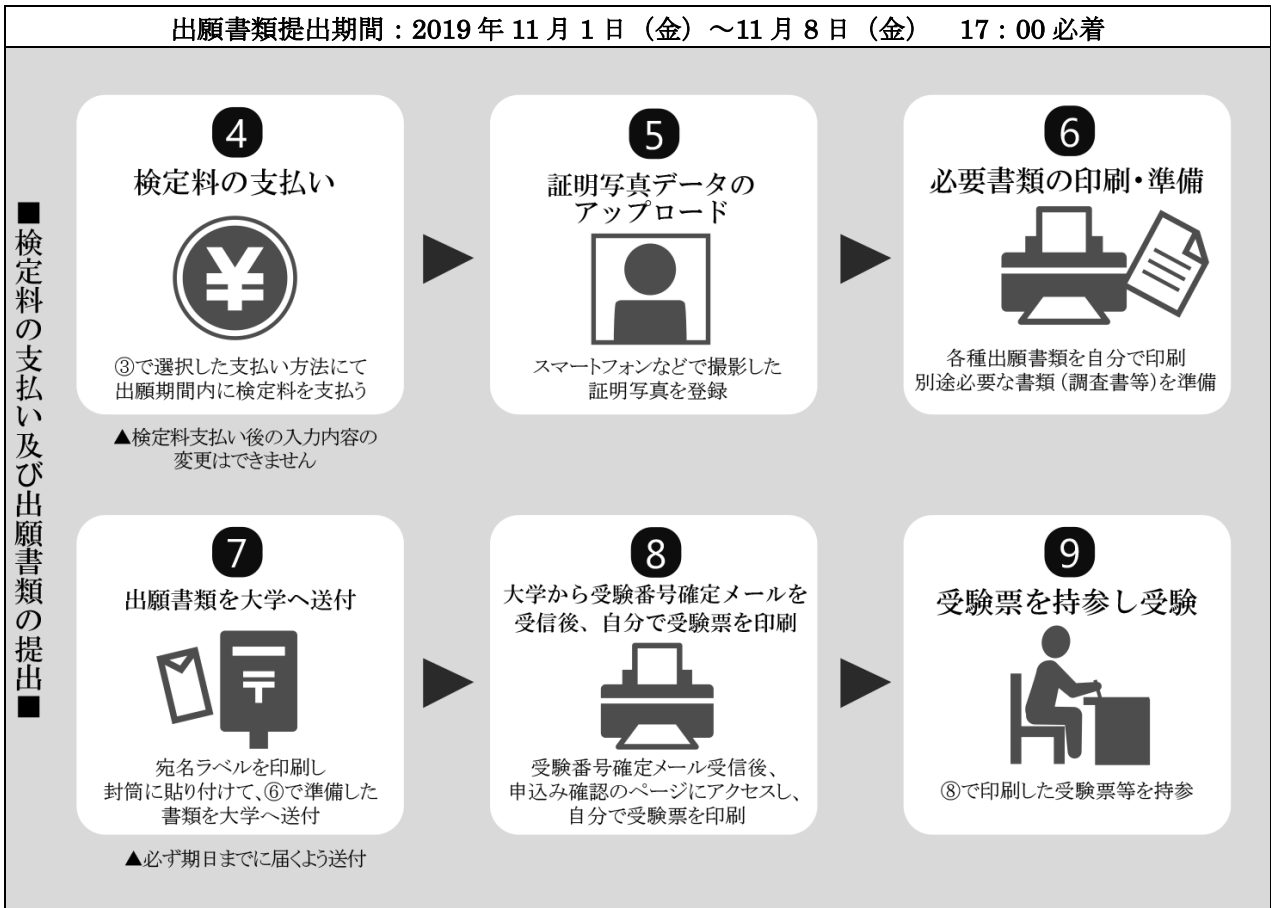 出願書類提出期間：2019 年 11 月 1 日（金）～11 月 8 日（金） 17：00 必着
■検定料の支払い及び出願書類の提出■
4
検定料の支払い
¥
③で選択した支払い方法にて
出願期間内に検定料を支払う
▲検定料支払い後の入力内容の
変更はできません
5
証明写真データの
アップロード
スマートフォンなどで撮影した
証明写真を登録
6
必要書類の印刷・準備
各種出願書類を自分で印刷
別途必要な書類（調査書等）を準備
7
出願書類を大学へ送付
〒
宛名ラベルを印刷し
封筒に貼り付けて、⑥で準備した
書類を大学へ送付
▲必ず期日までに届くよう送付
8
大学から受験番号確定メールを
受信後、自分で受験票を印刷
受験番号確定メール受信後、
申込み確認のページにアクセスし、
自分で受験票を印刷
9
受験票を持参し受験
⑧で印刷した受験票等を持参